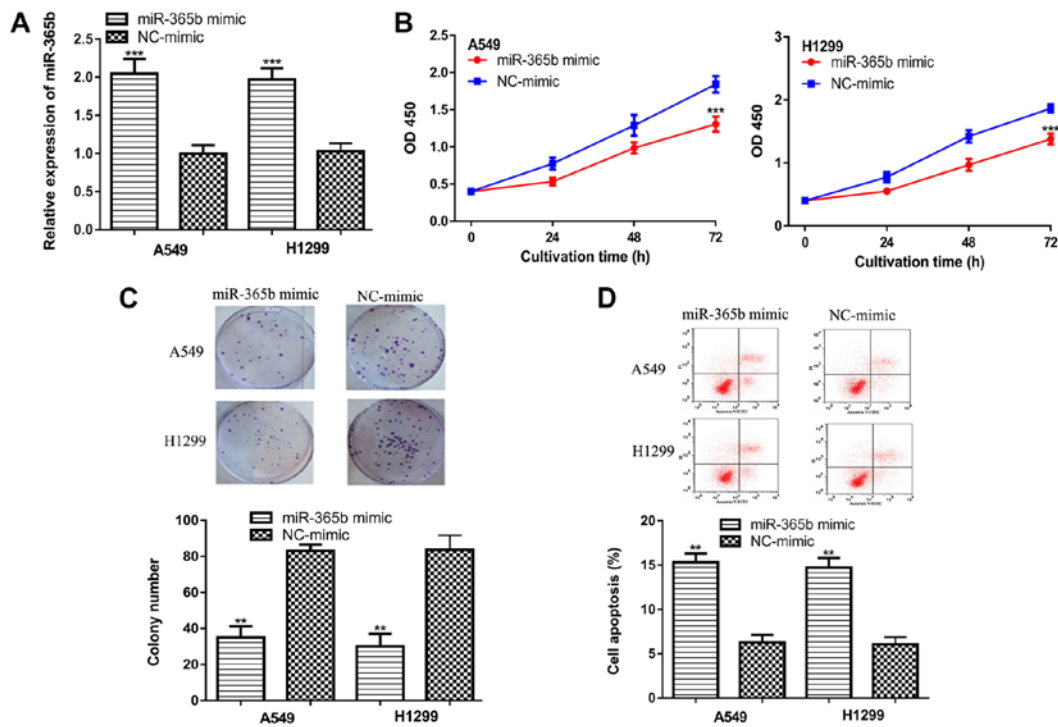 A
miR-365b mimic
NC-mimic
Relative expression of miR-365b
2.5
2.0
1.5
1.0
0.5
0.0
***
***
A549
H1299
B
A549
miR-365b mimic
NC-mimic
OD 450
2.5
2.0
1.5
1.0
0.5
0.0
***
0
24
48
72
Cultivation time (h)
H1299
miR-365b mimic
NC-mimic
OD 450
3
2
1
0
***
0
24
48
72
Cultivation time (h)
C
miR-365b mimic
NC-mimic
A549
H1299
miR-365b mimic
NC-mimic
Colony number
100
80
60
40
20
0
**
**
A549
H1299
D
miR-365b mimic
NC-mimic
A549
H1299
miR-365b mimic
NC-mimic
Cell apoptosis (%)
20
15
10
5
0
**
**
A549
H1299